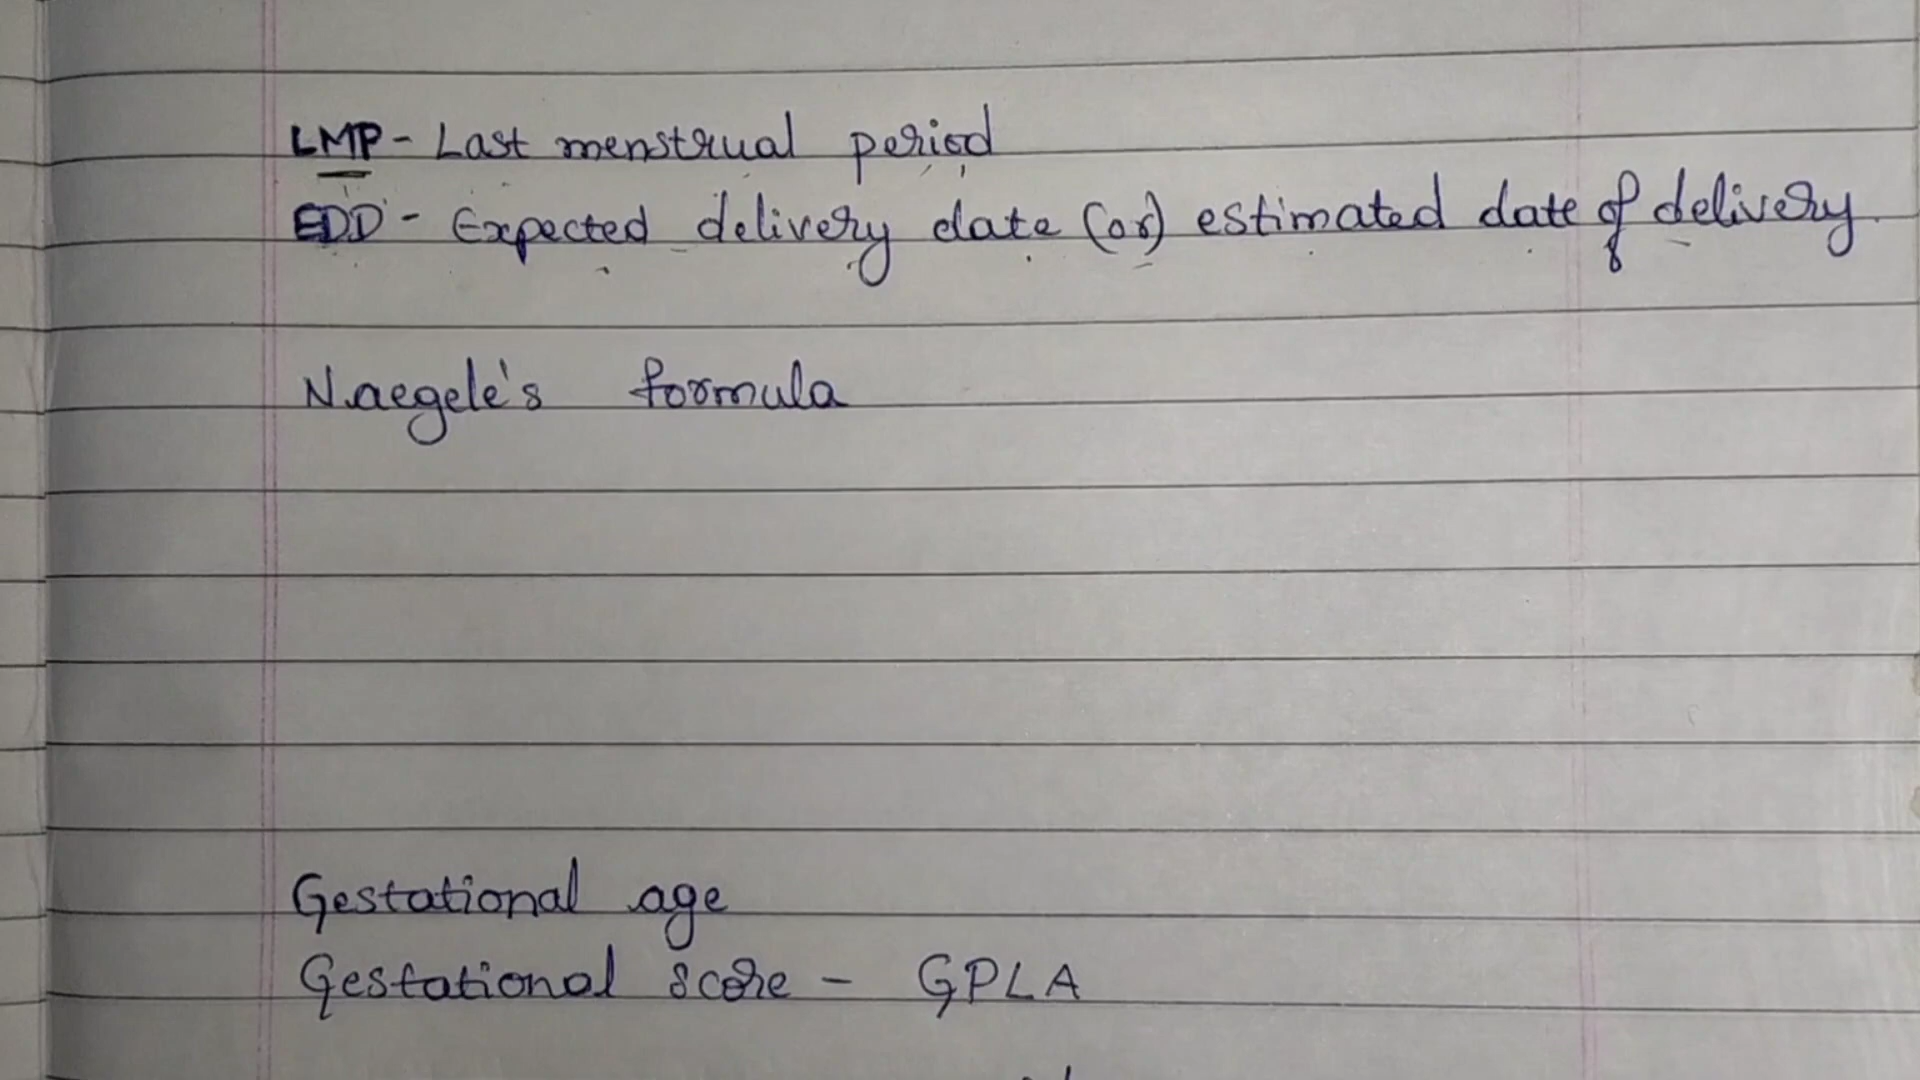 LMP - Last menstrual period
EDD - Expected delivery date (or) estimated date of delivery.
Naegele's formula
Gestational age
Gestational score - GPLA